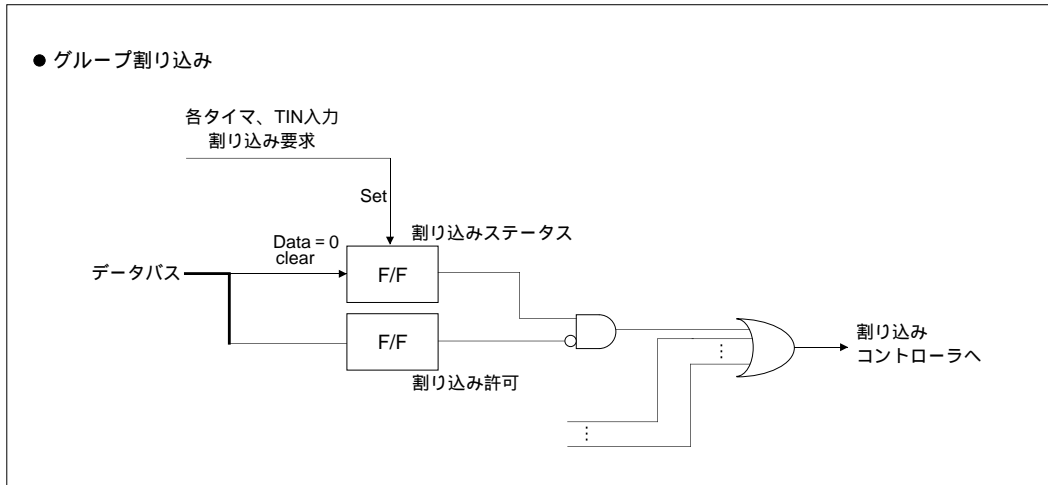 ● グループ割り込み
各タイマ、TIN入力
割り込み要求
Set
割り込みステータス
Data = 0
clear
データバス
F/F
F/F
割り込み許可
割り込み
コントローラへ